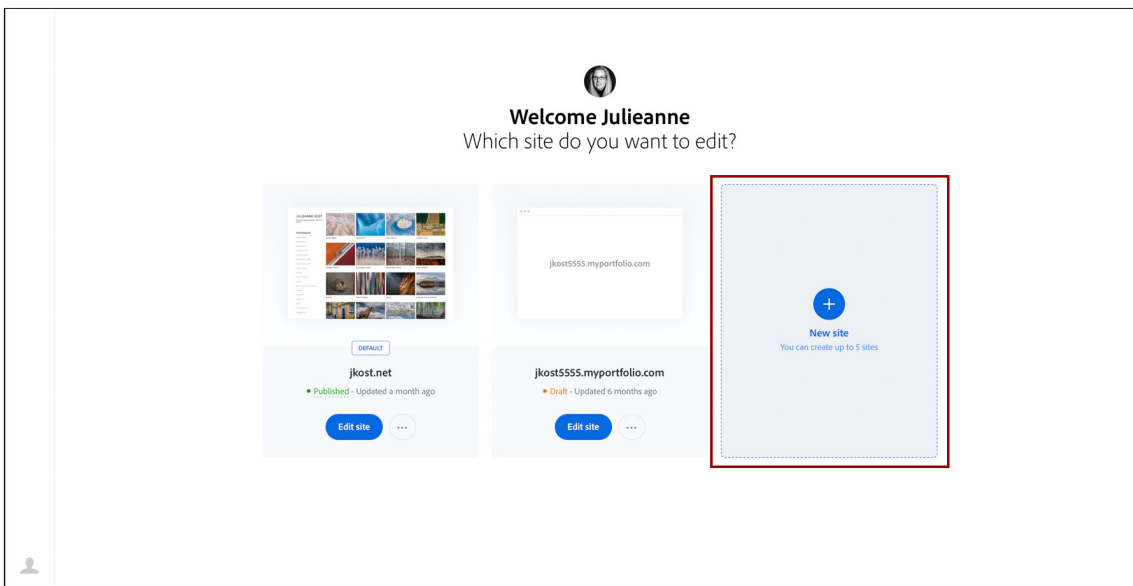 Welcome Julieanne
Which site do you want to edit?
JULIEANNE KOST
jkost5555.myportfolio.com
New site
You can create up to 5 sites
DEFAULT
jkost.net
Published - Updated a month ago
Edit site
jkost5555.myportfolio.com
Draft - Updated 6 months ago
Edit site